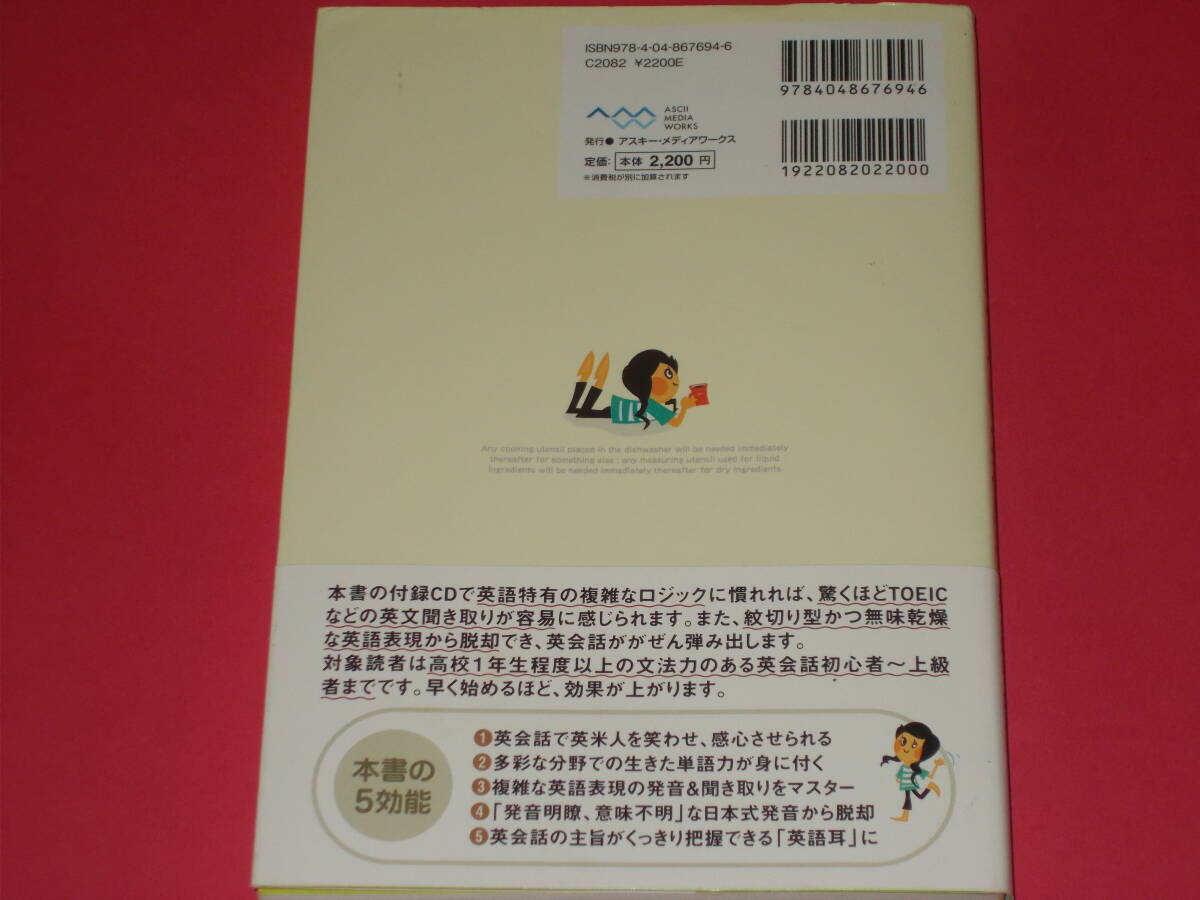 ISBN978-4-04-867694-6
C2082 ¥2200E
9784048676946
ASCII
MEDIA
WORKS
発行●アスキー・メディアワークス
定価:本体 2,200 円
※消費税が別に加算されます
1922082022000
Any cooking utensil placed in the dishwasher will be needed immediately
thereafter for something else ; any measuring utensil used for liquid
ingredients will be needed immediately thereafter for dry ingredients.
本書の付録CDで英語特有の複雑なロジックに慣れれば、驚くほどTOEIC
などの英文聞き取りが容易に感じられます。また、紋切り型かつ無味乾燥
な英語表現から脱却でき、英会話ががぜん弾み出します。
対象読者は高校1年生程度以上の文法力のある英会話初心者〜上級
者までです。早く始めるほど、効果が上がります。
本書の
5効能
❶英会話で英米人を笑わせ、感心させられる
❷多彩な分野での生きた単語力が身に付く
❸複雑な英語表現の発音&聞き取りをマスター
❹「発音明瞭、意味不明」な日本式発音から脱却
❺英会話の主旨がくっきり把握できる「英語耳」に